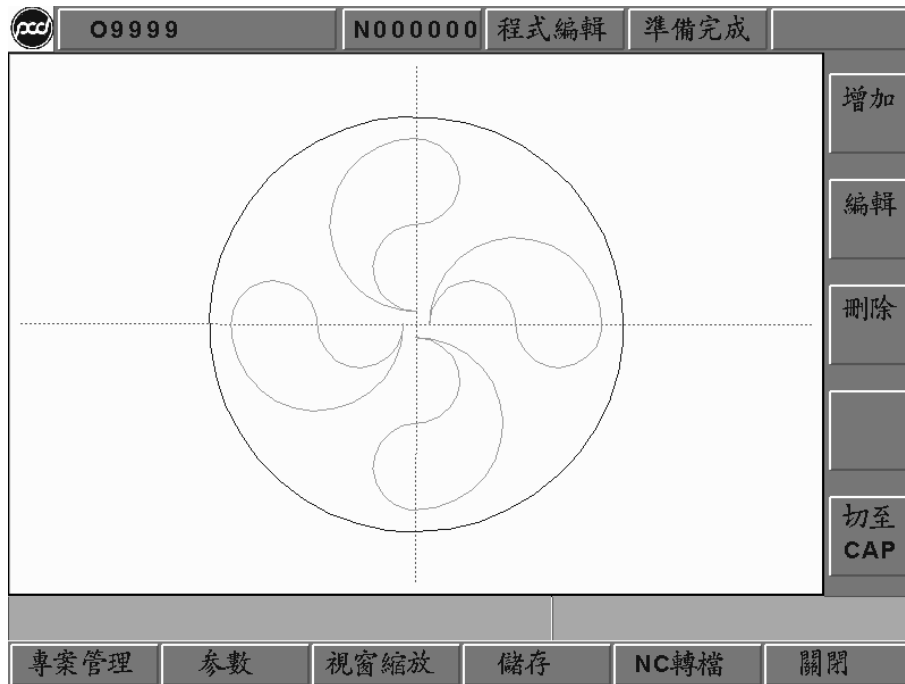 pcd O9999 N000000 程式編輯 準備完成
增加
編輯
刪除
切至
CAP
專案管理 参數 視窗縮放 儲存 NC轉檔 關閉